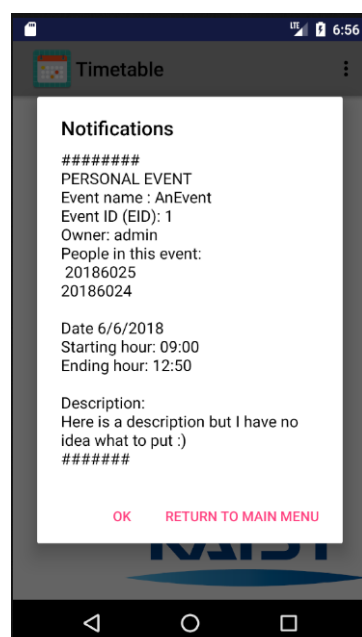 LTE 6:56
Timetable
Notifications
########
PERSONAL EVENT
Event name : AnEvent
Event ID (EID): 1
Owner: admin
People in this event:
20186025
20186024
Date 6/6/2018
Starting hour: 09:00
Ending hour: 12:50
Description:
Here is a description but I have no
idea what to put :)
#######
OK RETURN TO MAIN MENU
KAIST